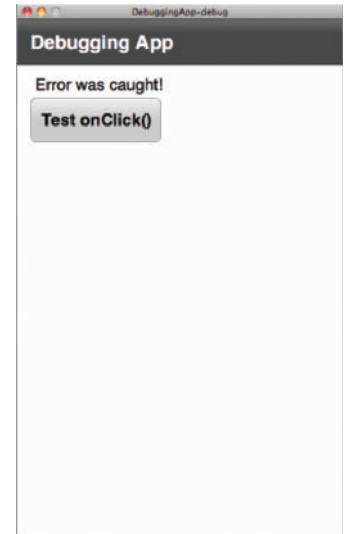 DebuggingApp-debug
Debugging App
Error was caught!
Test onClick()